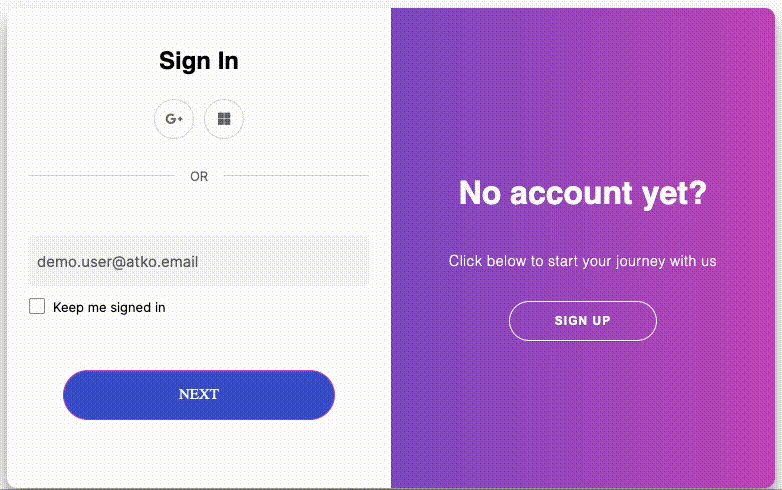 Sign In
G+
OR
demo.user@atko.email
Keep me signed in
NEXT
No account yet?
Click below to start your journey with us
SIGN UP